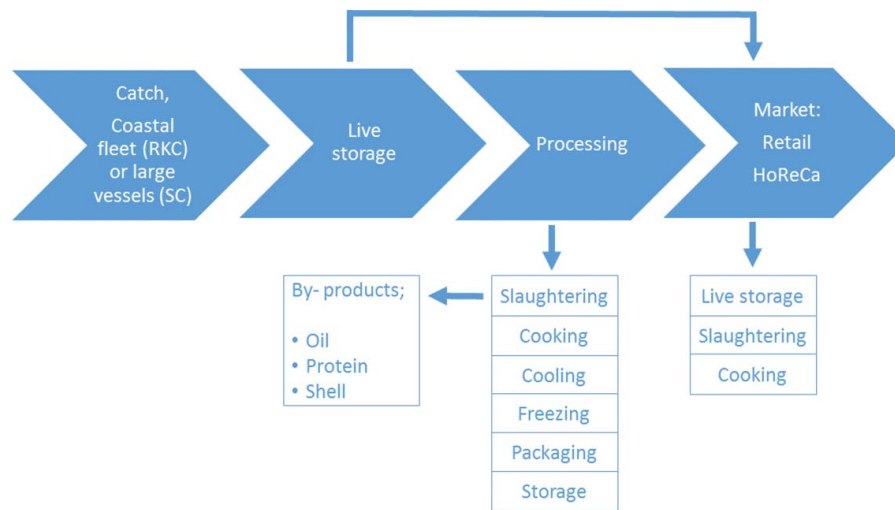 Catch,
Coastal
fleet (RKC)
or large
vessels (SC)
Live
storage
Processing
Market:
Retail
HoReCa
By- products;
• Oil
• Protein
• Shell
Slaughtering
Cooking
Cooling
Freezing
Packaging
Storage
Live storage
Slaughtering
Cooking